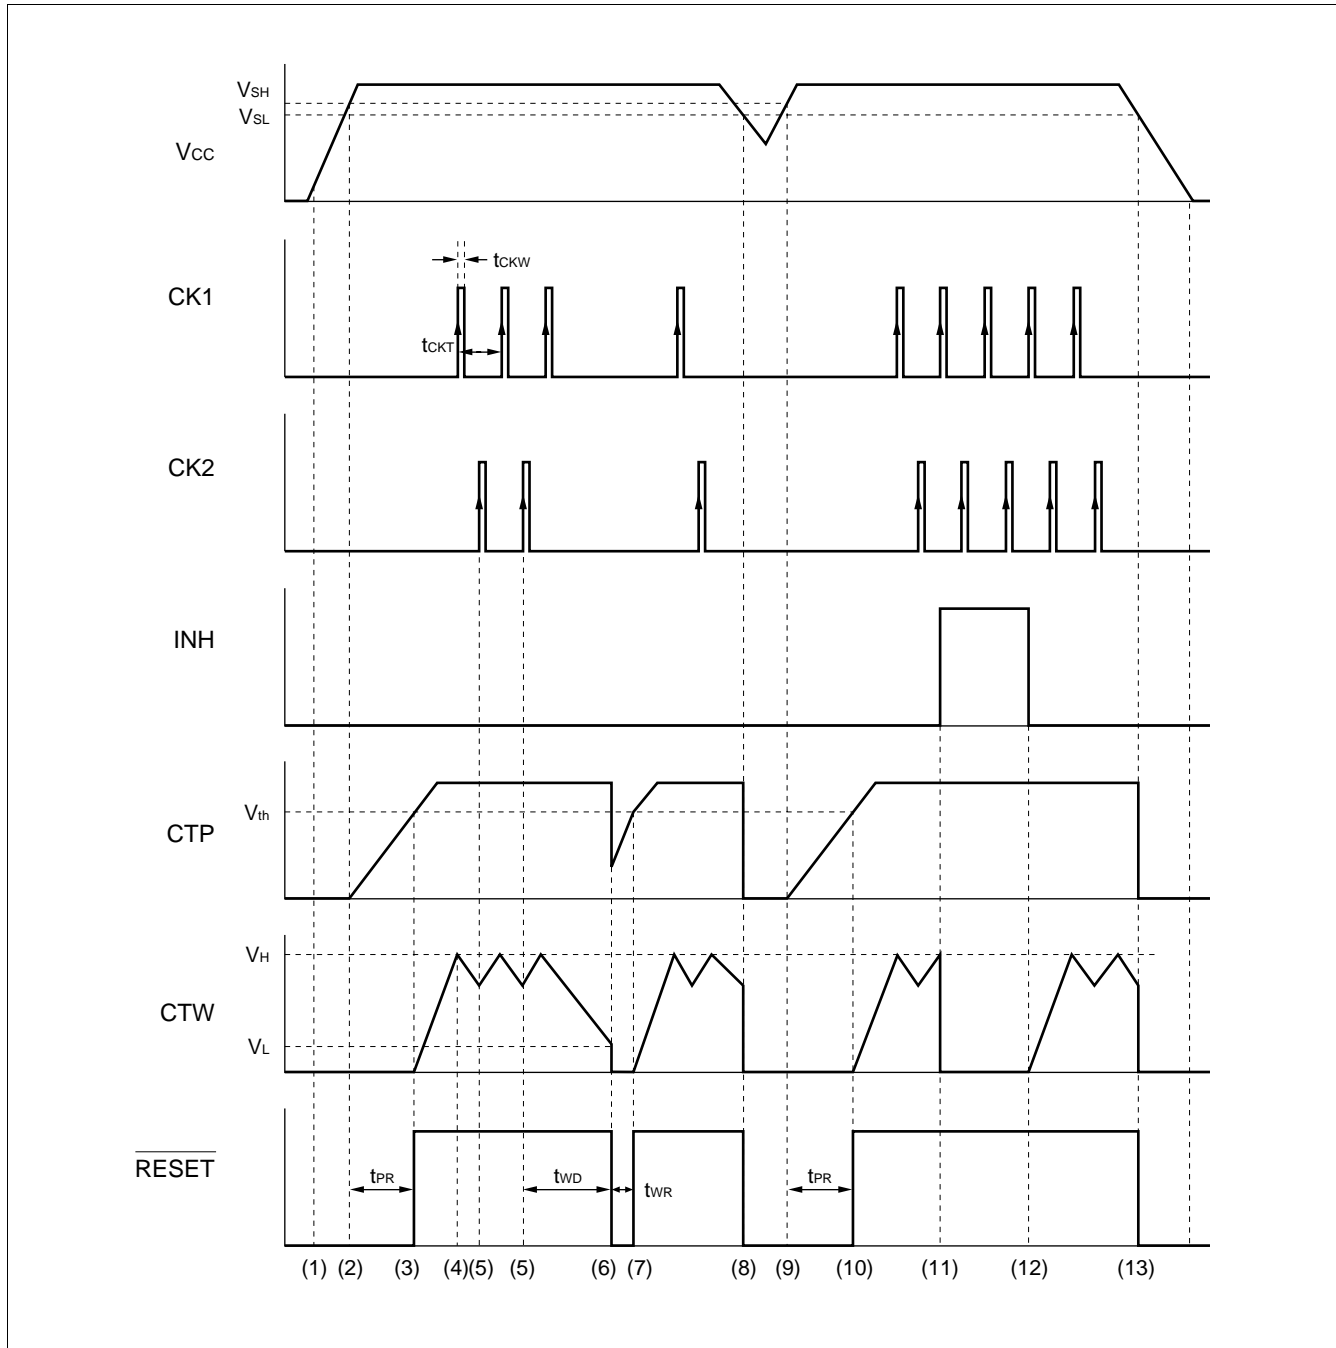 VSH
VSL
VCC
tCKW
CK1
tCKT
CK2
INH
Vth
CTP
VH
CTW
VL
RESET
tPR
tWD
tWR
tPR
(1) (2) (3) (4) (5) (5) (6) (7) (8) (9) (10) (11) (12) (13)